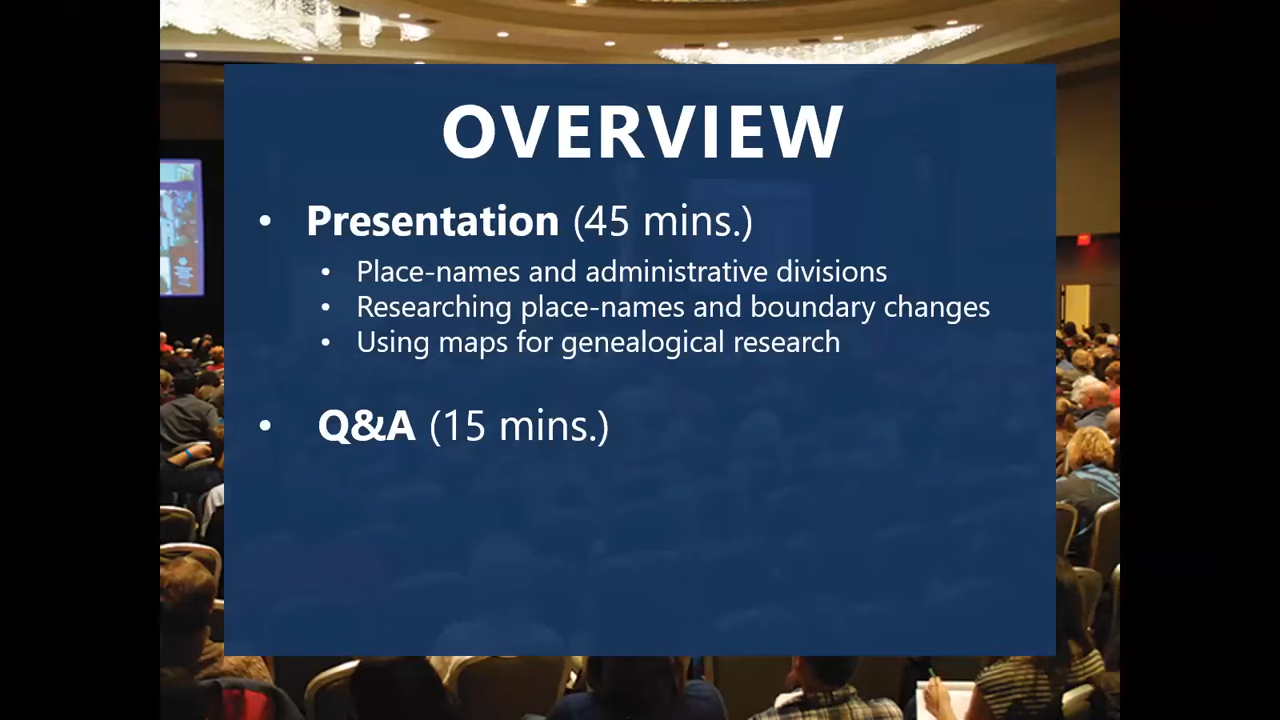 OVERVIEW
• Presentation (45 mins.)
• Place-names and administrative divisions
• Researching place-names and boundary changes
• Using maps for genealogical research
• Q&A (15 mins.)